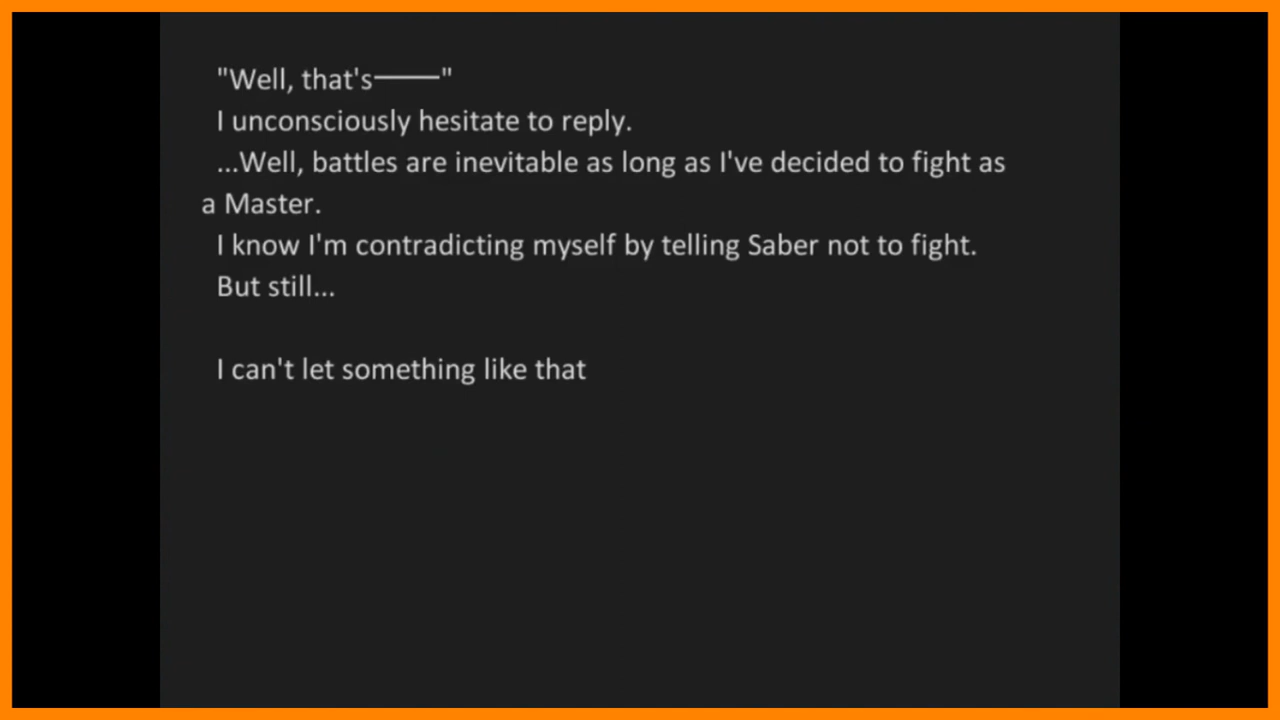 "Well, that's───"
I unconsciously hesitate to reply.
...Well, battles are inevitable as long as I've decided to fight as
a Master.
I know I'm contradicting myself by telling Saber not to fight.
But still...
I can't let something like that